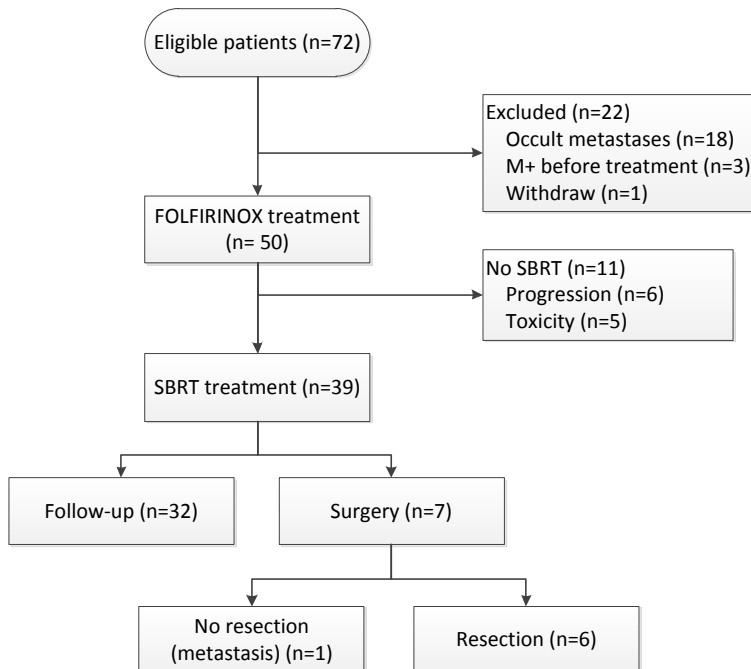 Eligible patients (n=72)
Excluded (n=22)
Occult metastases (n=18)
M+ before treatment (n=3)
Withdraw (n=1)
FOLFIRINOX treatment
(n= 50)
No SBRT (n=11)
Progression (n=6)
Toxicity (n=5)
SBRT treatment (n=39)
Follow-up (n=32)
Surgery (n=7)
No resection
(metastasis) (n=1)
Resection (n=6)